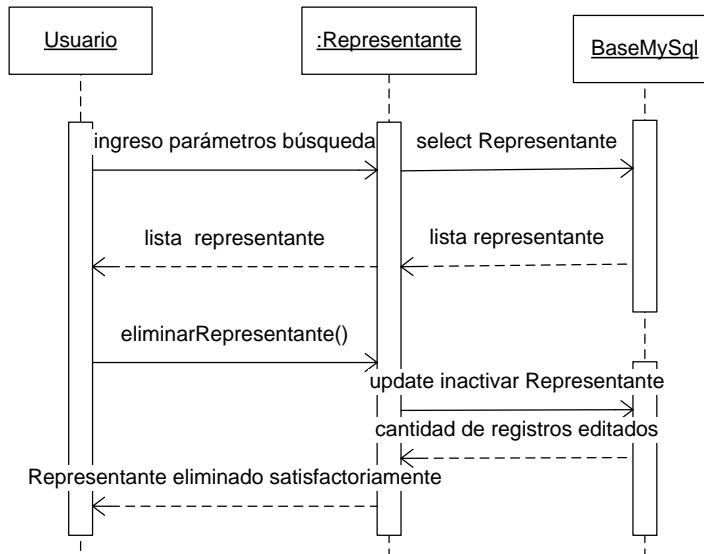 Usuario
:Representante
BaseMySql
ingreso parámetros búsqueda
select Representante
lista representante
lista representante
eliminarRepresentante()
update inactivar Representante
cantidad de registros editados
Representante eliminado satisfactoriamente